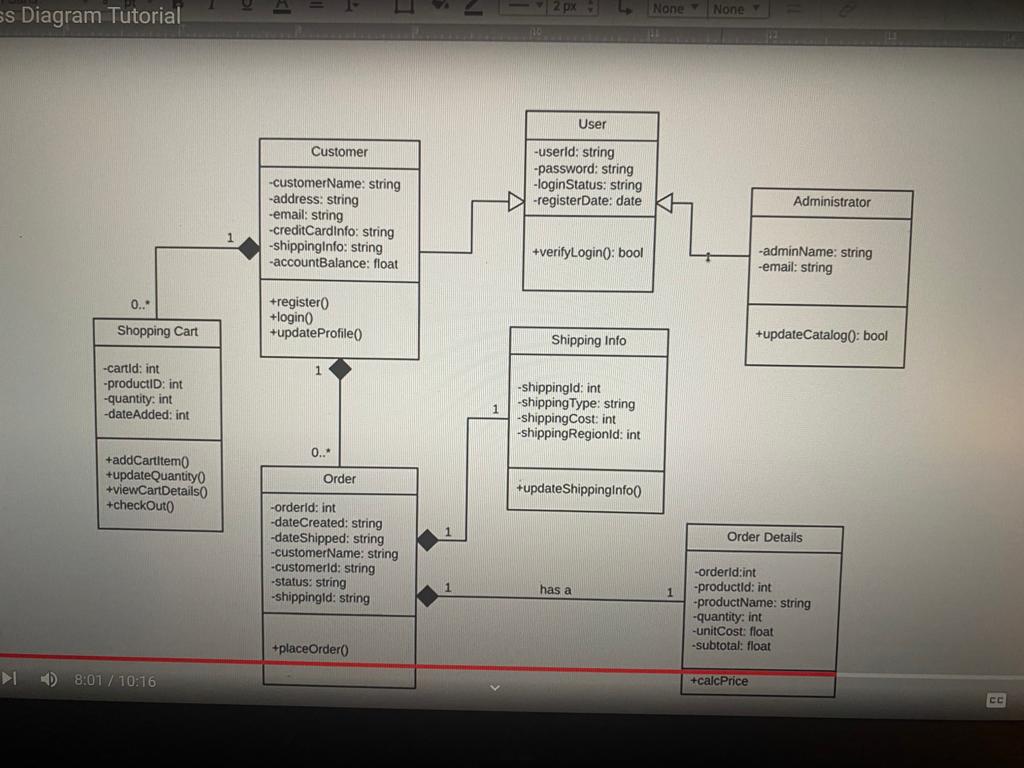 ss Diagram Tutorial
2 px
None
None
User
-userId: string
-password: string
-loginStatus: string
-registerDate: date
+verifyLogin(): bool
Customer
-customerName: string
-address: string
-email: string
-creditCardInfo: string
-shippingInfo: string
-accountBalance: float
+register()
+login()
+updateProfile()
Administrator
-adminName: string
-email: string
+updateCatalog(): bool
1
0..*
Shopping Cart
-cartId: int
-productID: int
-quantity: int
-dateAdded: int
+addCartItem()
+updateQuantity()
+viewCartDetails()
+checkOut()
1
0..*
Shipping Info
-shippingId: int
-shippingType: string
-shippingCost: int
-shippingRegionId: int
+updateShippingInfo()
1
Order
-orderId: int
-dateCreated: string
-dateShipped: string
-customerName: string
-customerId: string
-status: string
-shippingId: string
+placeOrder()
1
1
has a
1
Order Details
-orderId:int
-productId: int
-productName: string
-quantity: int
-unitCost: float
-subtotal: float
+calcPrice
8:01 / 10:16
CC